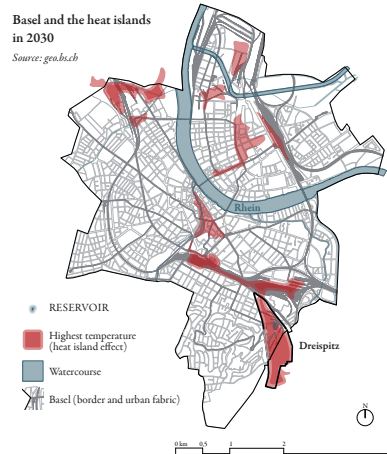 Basel and the heat islands
in 2030
Source: geo.bs.ch
Rhein
RESERVOIR
Highest temperature
(heat island effect)
Watercourse
Basel (border and urban fabric)
Dreispitz
N
0 km 0,5 1 2